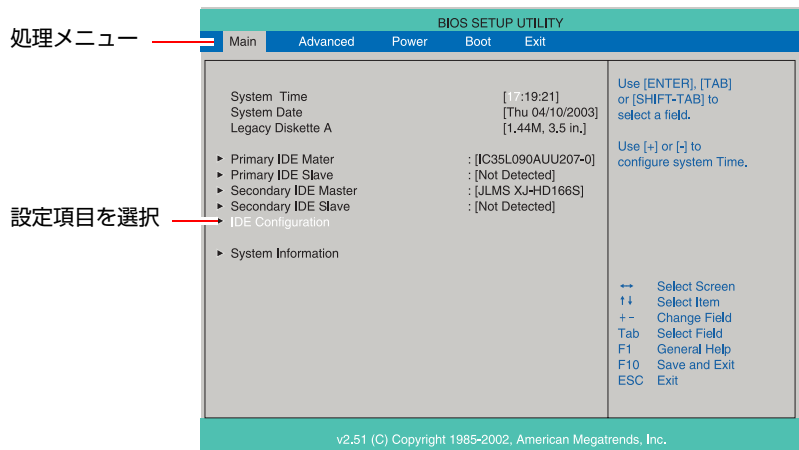 BIOS SETUP UTILITY
処理メニュー
Main Advanced Power Boot Exit
System Time [17:19:21]
System Date [Thu 04/10/2003]
Legacy Diskette A [1.44M, 3.5 in.]
Primary IDE Mater : [IC35L090AUU207-0]
Primary IDE Slave : [Not Detected]
Secondary IDE Master : [JLMS XJ-HD166S]
Secondary IDE Slave : [Not Detected]
設定項目を選択
IDE Configuration
System Information
Use [ENTER], [TAB]
or [SHIFT-TAB] to
select a field.
Use [+] or [-] to
configure system Time.
↔ Select Screen
↑↓ Select Item
+ - Change Field
Tab Select Field
F1 General Help
F10 Save and Exit
ESC Exit
v2.51 (C) Copyright 1985-2002, American Megatrends, Inc.